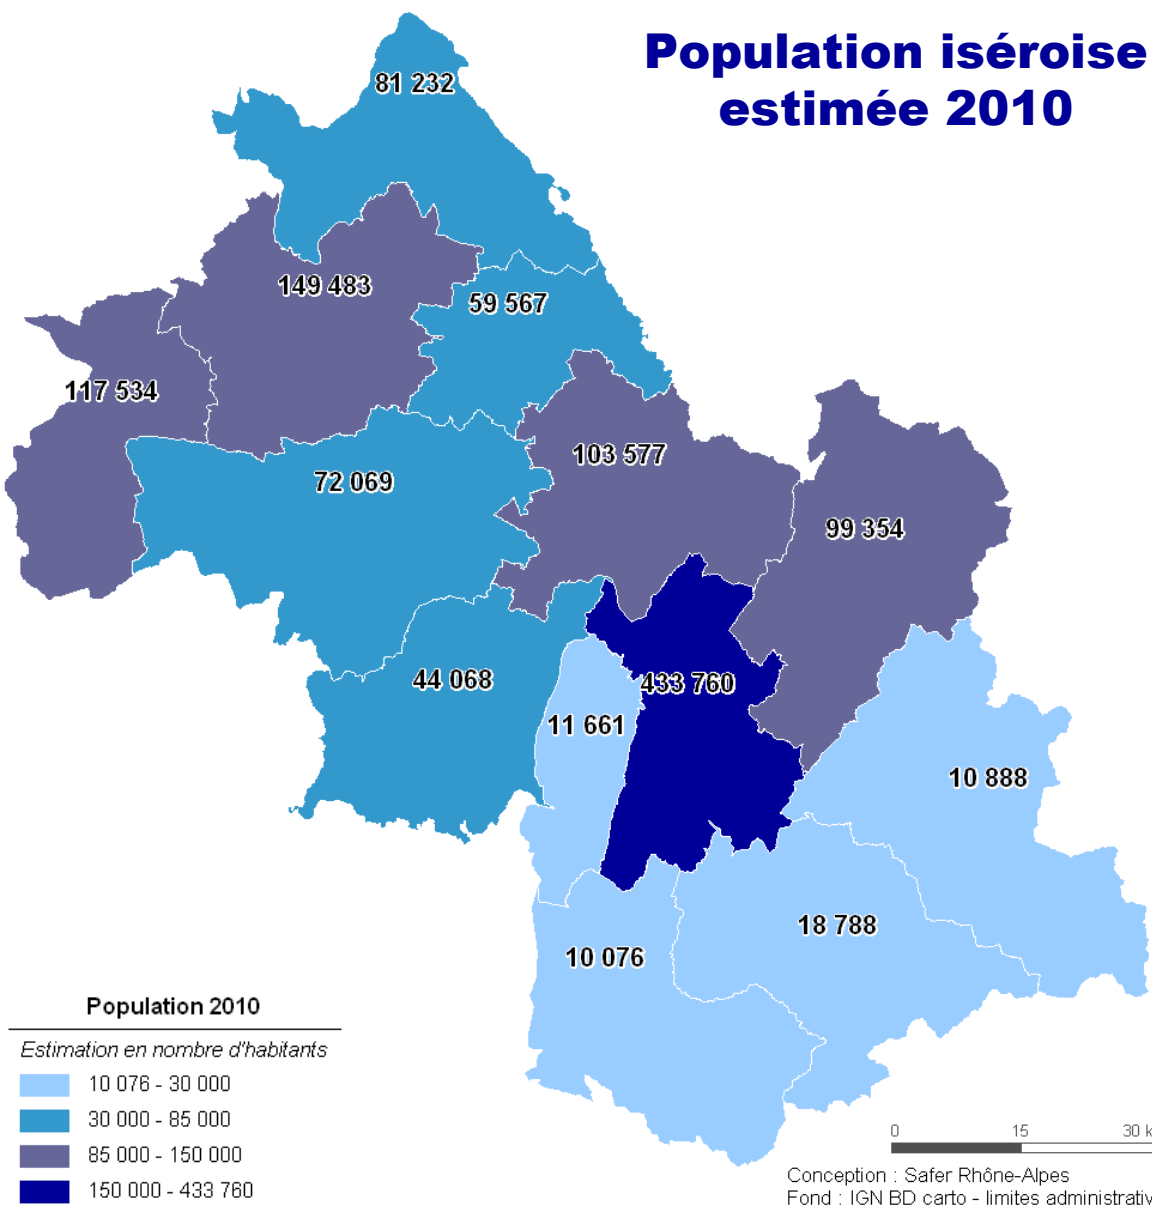 Population iséroise
estimée 2010
81 232
149 483
59 567
117 534
103 577
72 069
99 354
44 068
433 760
11 661
10 888
18 788
10 076
Population 2010
Estimation en nombre d'habitants
10 076 - 30 000
30 000 - 85 000
85 000 - 150 000
150 000 - 433 760
0 15 30 k
Conception : Safer Rhône-Alpes
Fond : IGN BD carto - limites administrativ